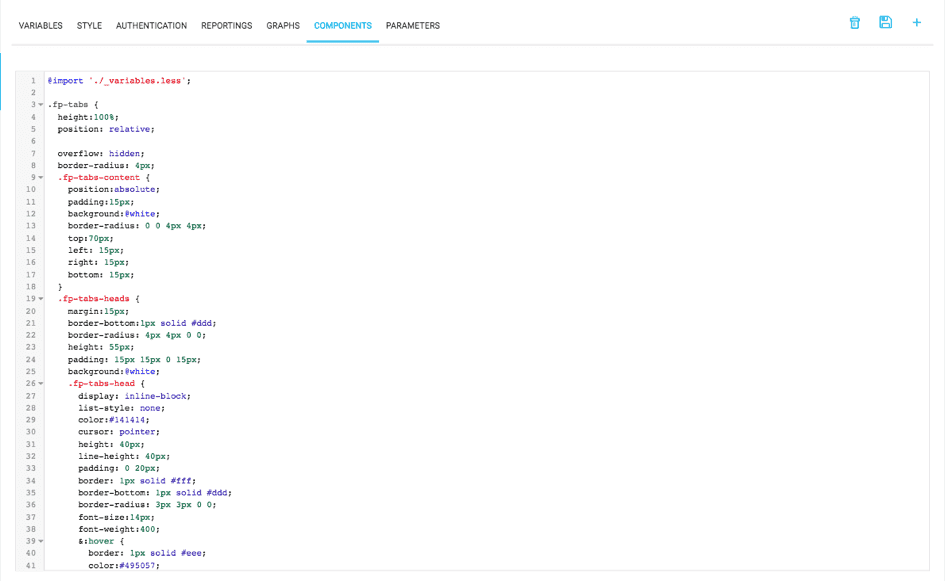 VARIABLES STYLE AUTHENTICATION REPORTINGS GRAPHS COMPONENTS PARAMETERS
1 @import './_variables.less';
2
3 .fp-tabs {
4 height:100%;
5 position: relative;
6
7 overflow: hidden;
8 border-radius: 4px;
9 .fp-tabs-content {
10 position:absolute;
11 padding:15px;
12 background:@white;
13 border-radius: 0 0 4px 4px;
14 top:70px;
15 left: 15px;
16 right: 15px;
17 bottom: 15px;
18 }
19 .fp-tabs-heads {
20 margin:15px;
21 border-bottom:1px solid #ddd;
22 border-radius: 4px 4px 0 0;
23 height: 55px;
24 padding: 15px 15px 0 15px;
25 background:@white;
26 .fp-tabs-head {
27 display: inline-block;
28 list-style: none;
29 color:#141414;
30 cursor: pointer;
31 height: 40px;
32 line-height: 40px;
33 padding: 0 20px;
34 border: 1px solid #fff;
35 border-bottom: 1px solid #ddd;
36 border-radius: 3px 3px 0 0;
37 font-size:14px;
38 font-weight:400;
39 &:hover {
40 border: 1px solid #eee;
41 color:#495057;